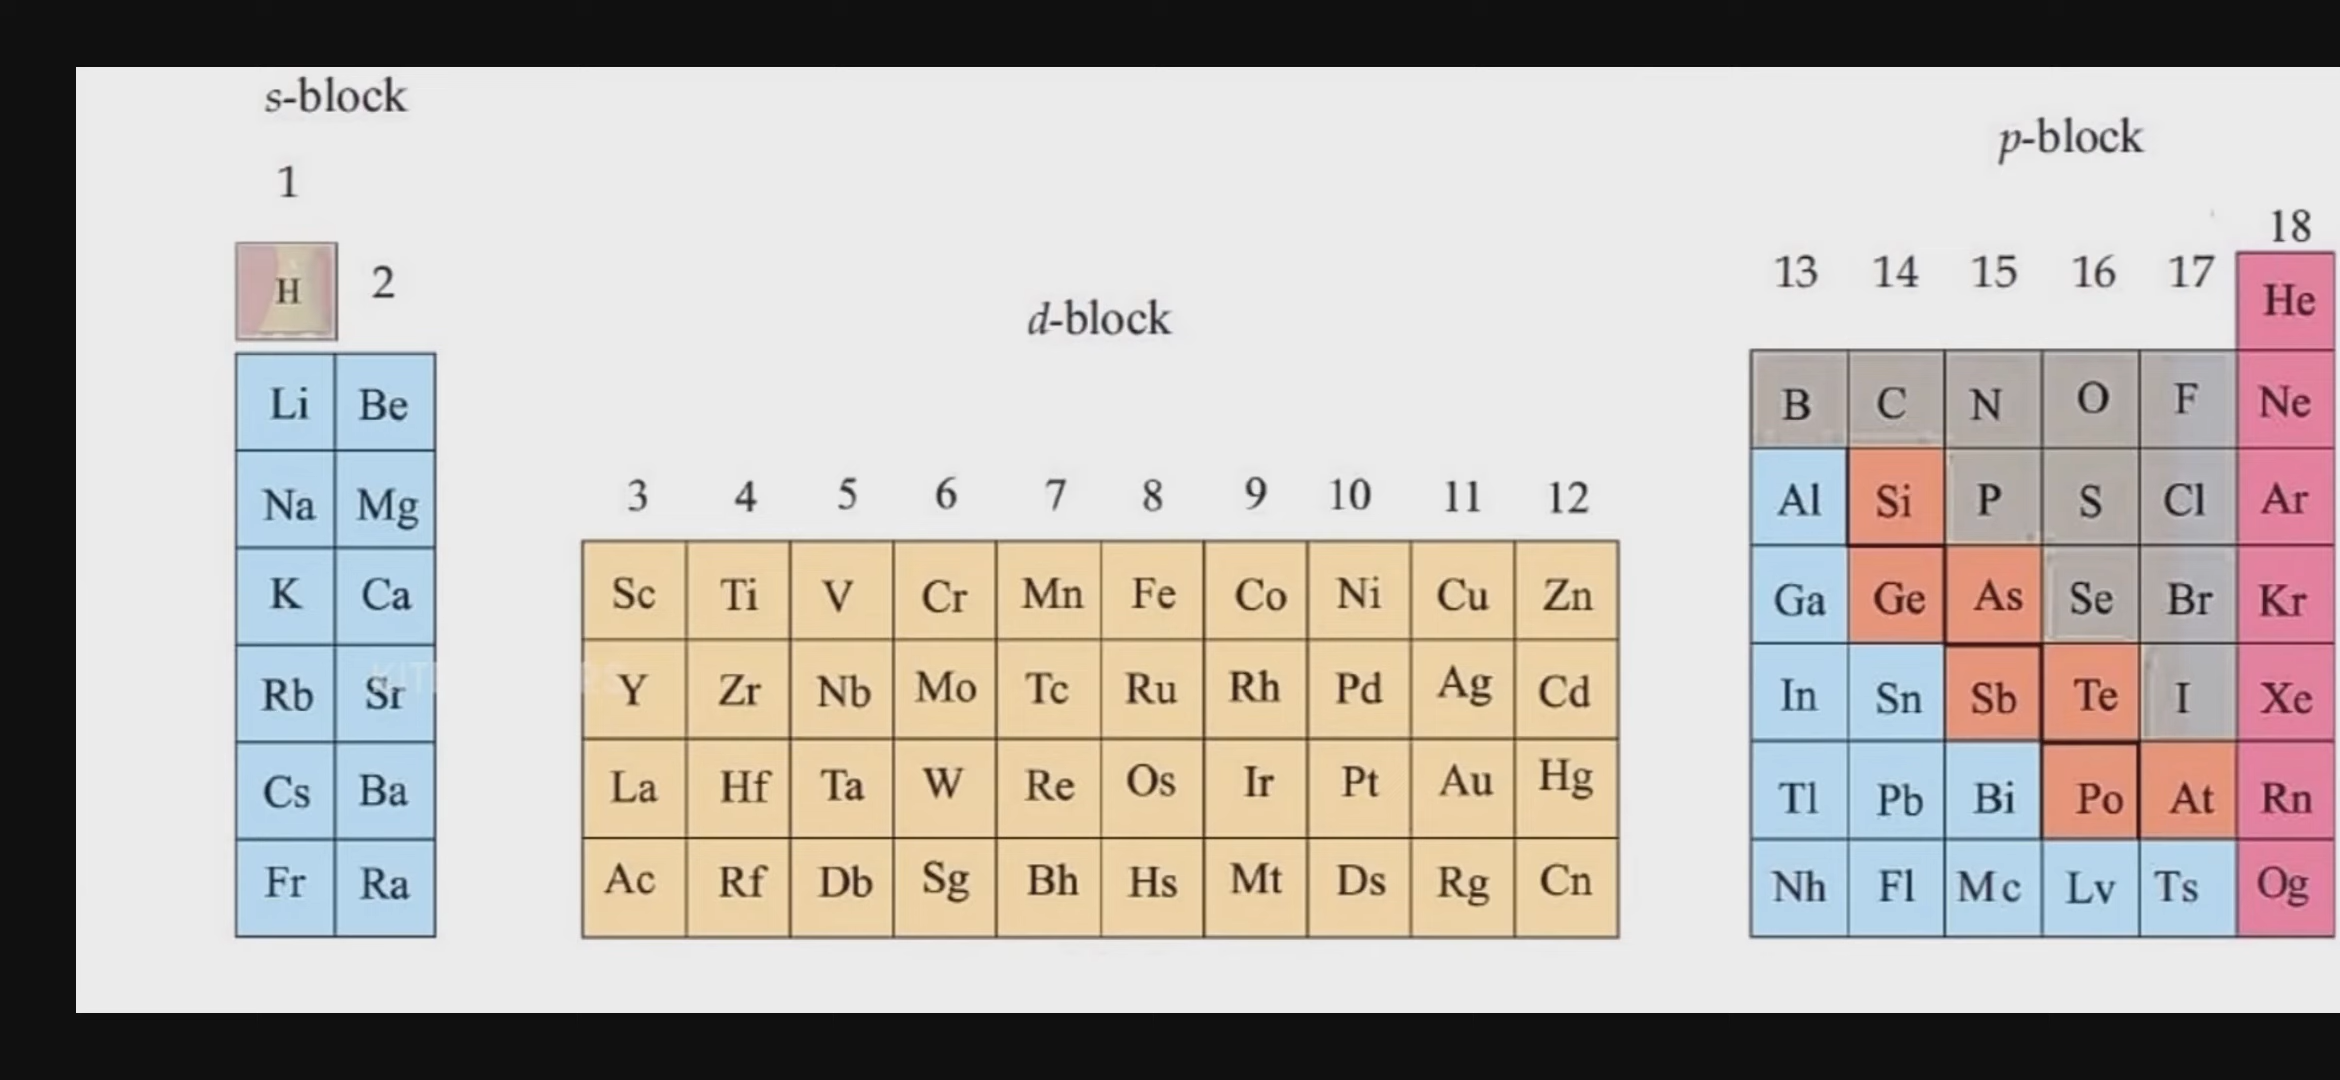 s-block
p-block
1
18
H 2
13 14 15 16 17 He
d-block
Li Be B C N O F Ne
3 4 5 6 7 8 9 10 11 12
Na Mg Al Si P S Cl Ar
K Ca Sc Ti V Cr Mn Fe Co Ni Cu Zn Ga Ge As Se Br Kr
Rb Sr Y Zr Nb Mo Tc Ru Rh Pd Ag Cd In Sn Sb Te I Xe
Cs Ba La Hf Ta W Re Os Ir Pt Au Hg Tl Pb Bi Po At Rn
Fr Ra Ac Rf Db Sg Bh Hs Mt Ds Rg Cn Nh Fl Mc Lv Ts Og